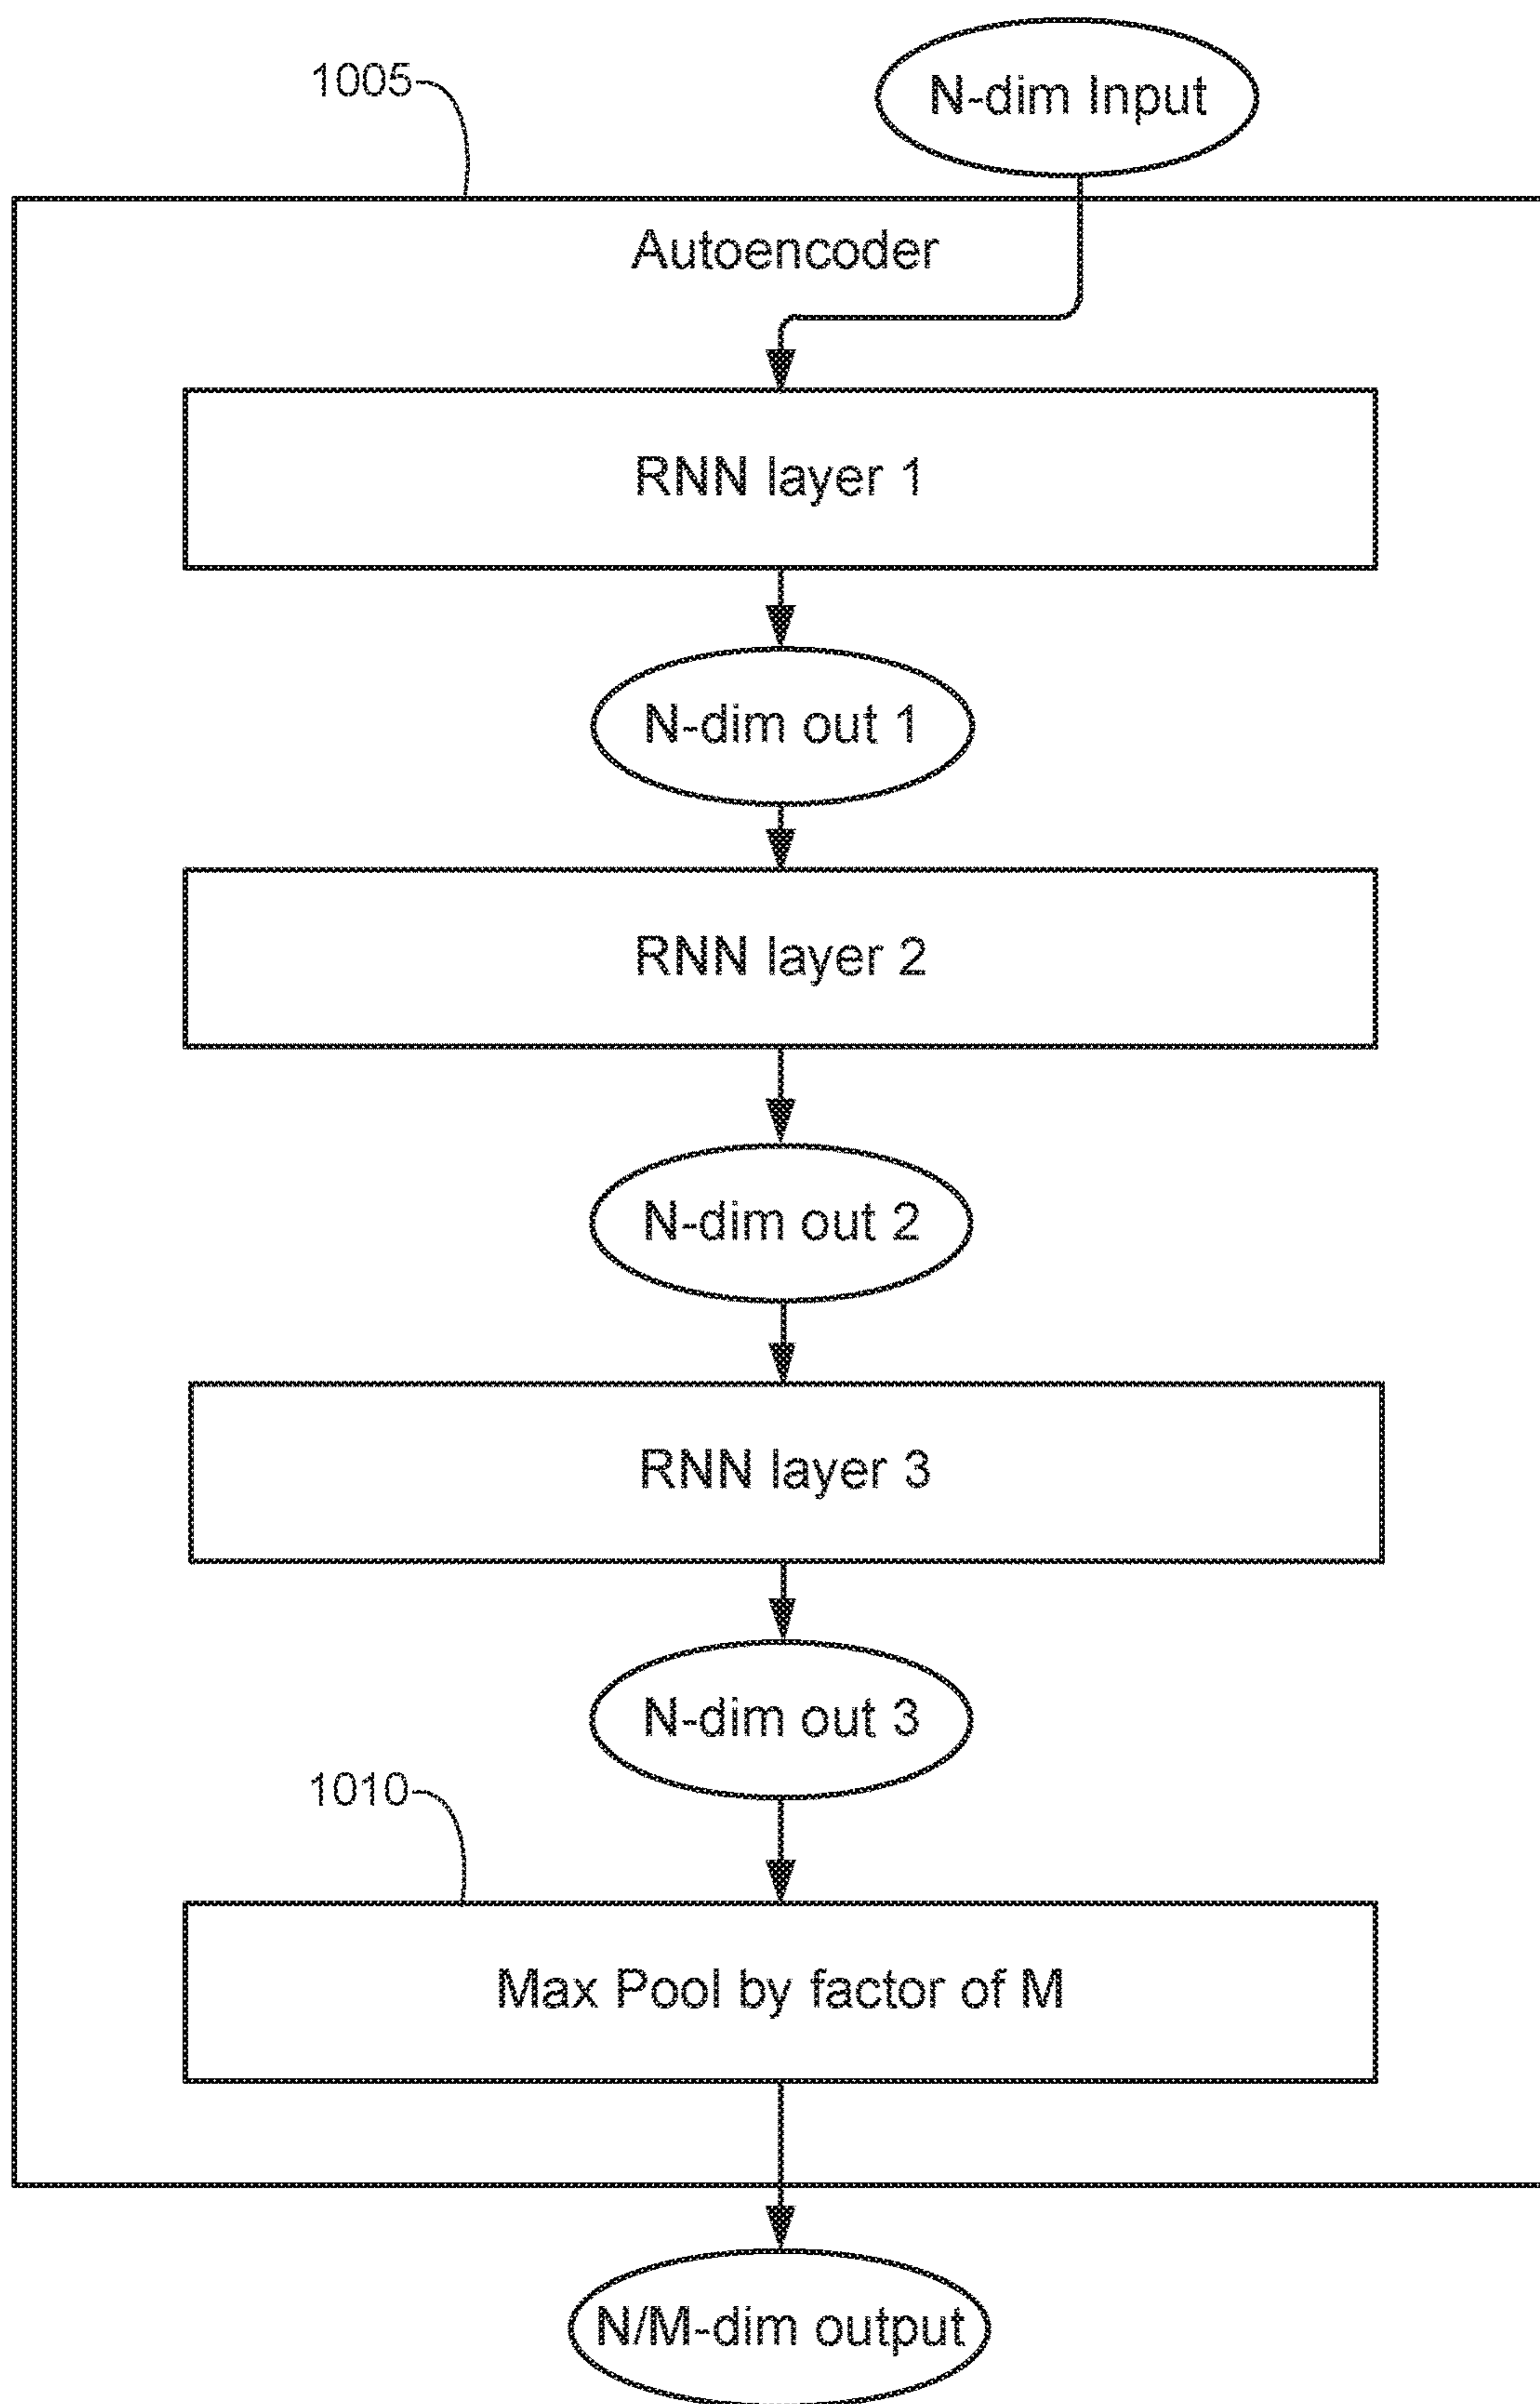 1005
N-dim Input
Autoencoder
RNN layer 1
N-dim out 1
RNN layer 2
N-dim out 2
RNN layer 3
N-dim out 3
1010
Max Pool by factor of M
N/M-dim output